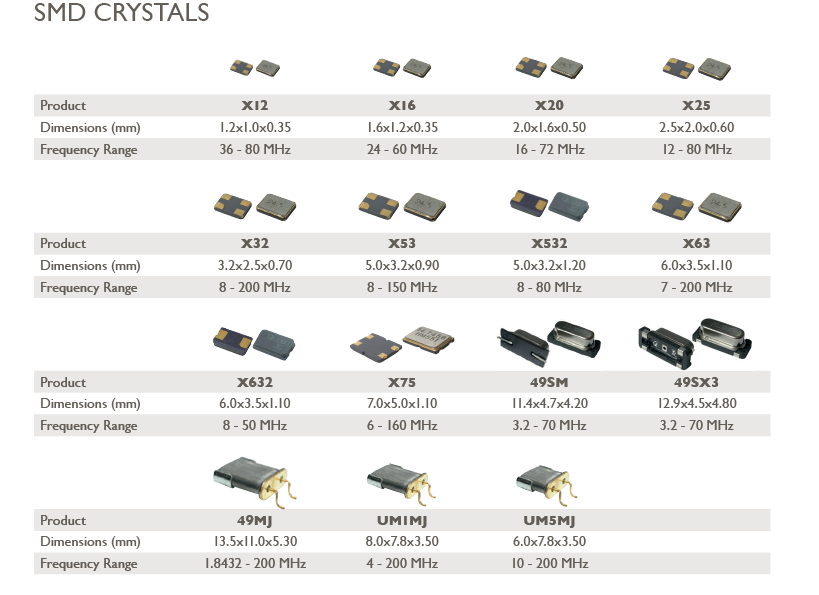 SMD CRYSTALS
Product X12 X16 X20 X25
Dimensions (mm) 1.2x1.0x0.35 1.6x1.2x0.35 2.0x1.6x0.50 2.5x2.0x0.60
Frequency Range 36 - 80 MHz 24 - 60 MHz 16 - 72 MHz 12 - 80 MHz
Product X32 X53 X532 X63
Dimensions (mm) 3.2x2.5x0.70 5.0x3.2x0.90 5.0x3.2x1.20 6.0x3.5x1.10
Frequency Range 8 - 200 MHz 8 - 150 MHz 8 - 80 MHz 7 - 200 MHz
Product X632 X75 49SM 49SX3
Dimensions (mm) 6.0x3.5x1.10 7.0x5.0x1.10 11.4x4.7x4.20 12.9x4.5x4.80
Frequency Range 8 - 50 MHz 6 - 160 MHz 3.2 - 70 MHz 3.2 - 70 MHz
Product 49MJ UM1MJ UM5MJ
Dimensions (mm) 13.5x11.0x5.30 8.0x7.8x3.50 6.0x7.8x3.50
Frequency Range 1.8432 - 200 MHz 4 - 200 MHz 10 - 200 MHz